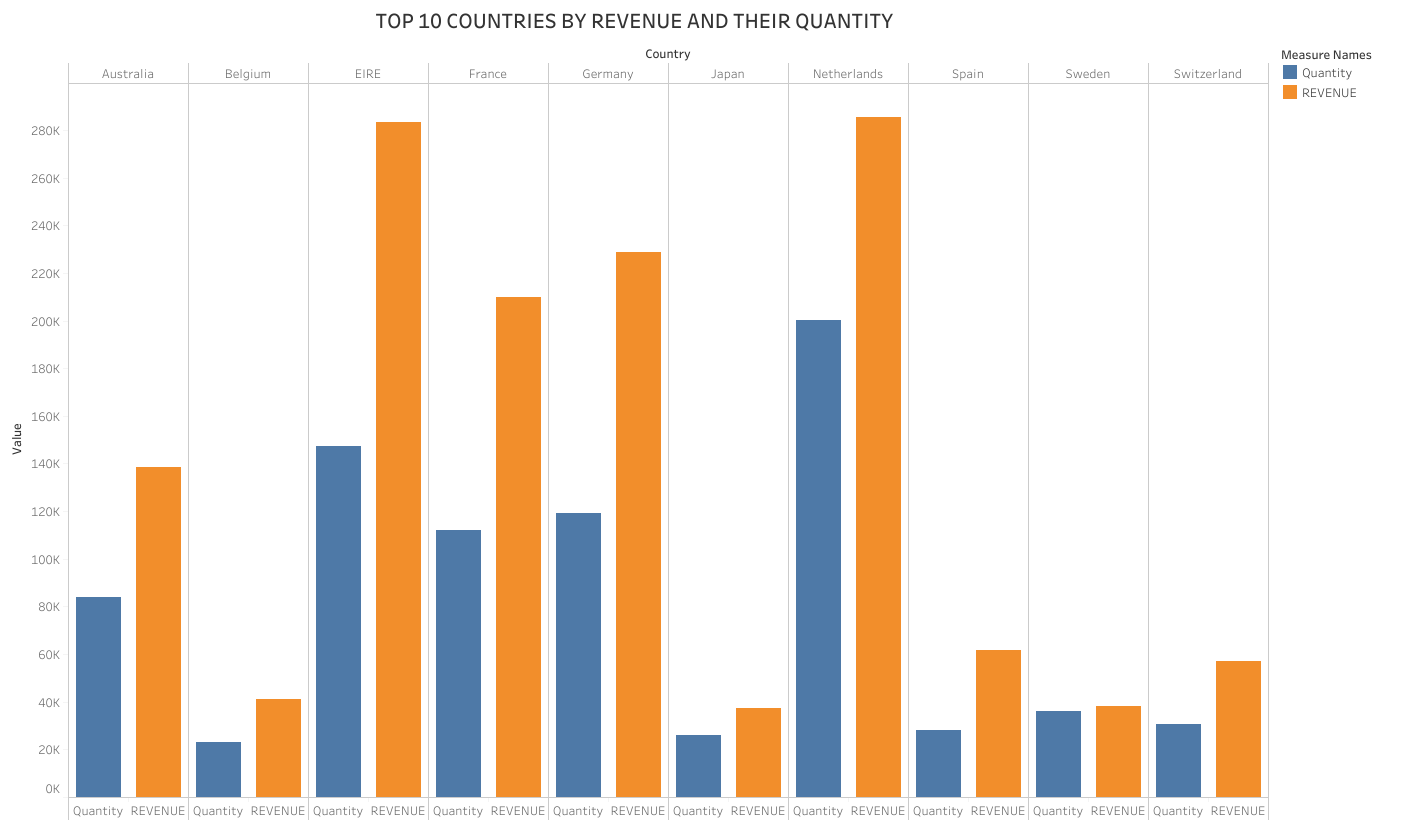 TOP 10 COUNTRIES BY REVENUE AND THEIR QUANTITY
Country
Australia Belgium EIRE France Germany Japan Netherlands Spain Sweden Switzerland
Measure Names
Quantity
REVENUE
280K
260K
240K
220K
200K
180K
160K
140K
120K
100K
80K
60K
40K
20K
0K
Value
Quantity REVENUE Quantity REVENUE Quantity REVENUE Quantity REVENUE Quantity REVENUE Quantity REVENUE Quantity REVENUE Quantity REVENUE Quantity REVENUE Quantity REVENUE